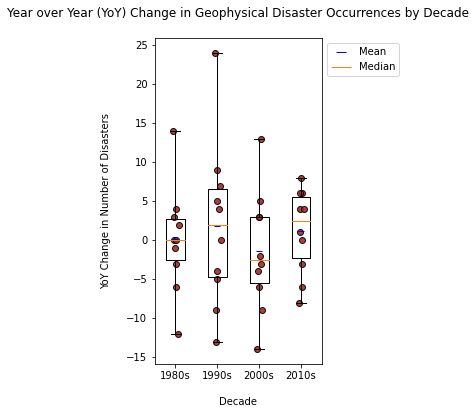 Year over Year (YoY) Change in Geophysical Disaster Occurrences by Decade
Mean
Median
YoY Change in Number of Disasters
25
20
15
10
5
0
−5
−10
−15
1980s 1990s 2000s 2010s
Decade